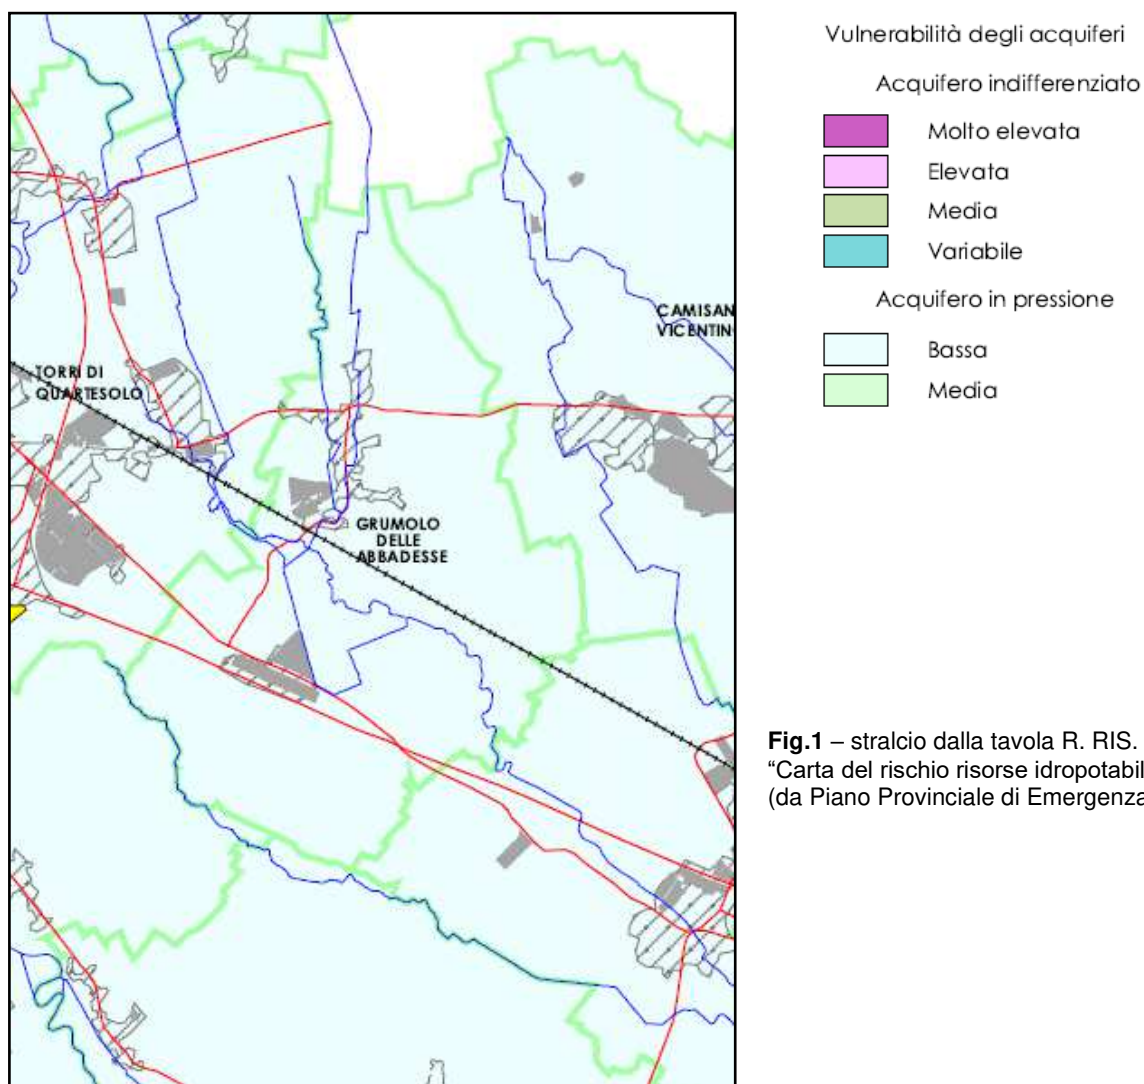 Vulnerabilità degli acquiferi
Acquifero indifferenziato
Molto elevata
Elevata
Media
Variabile
Acquifero in pressione
Bassa
Media
CAMISAN
VICENTIN
TORRI DI
QUARTESOLO
GRUMOLO
DELLE
ABBADESSE
Fig.1 – stralcio dalla tavola R. RIS.
“Carta del rischio risorse idropotabil
(da Piano Provinciale di Emergenza